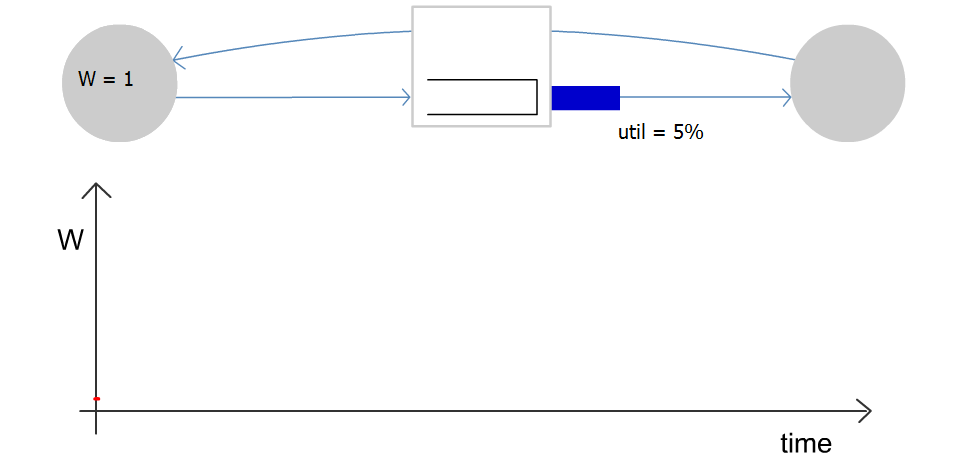 W = 1
util = 5%
W
time